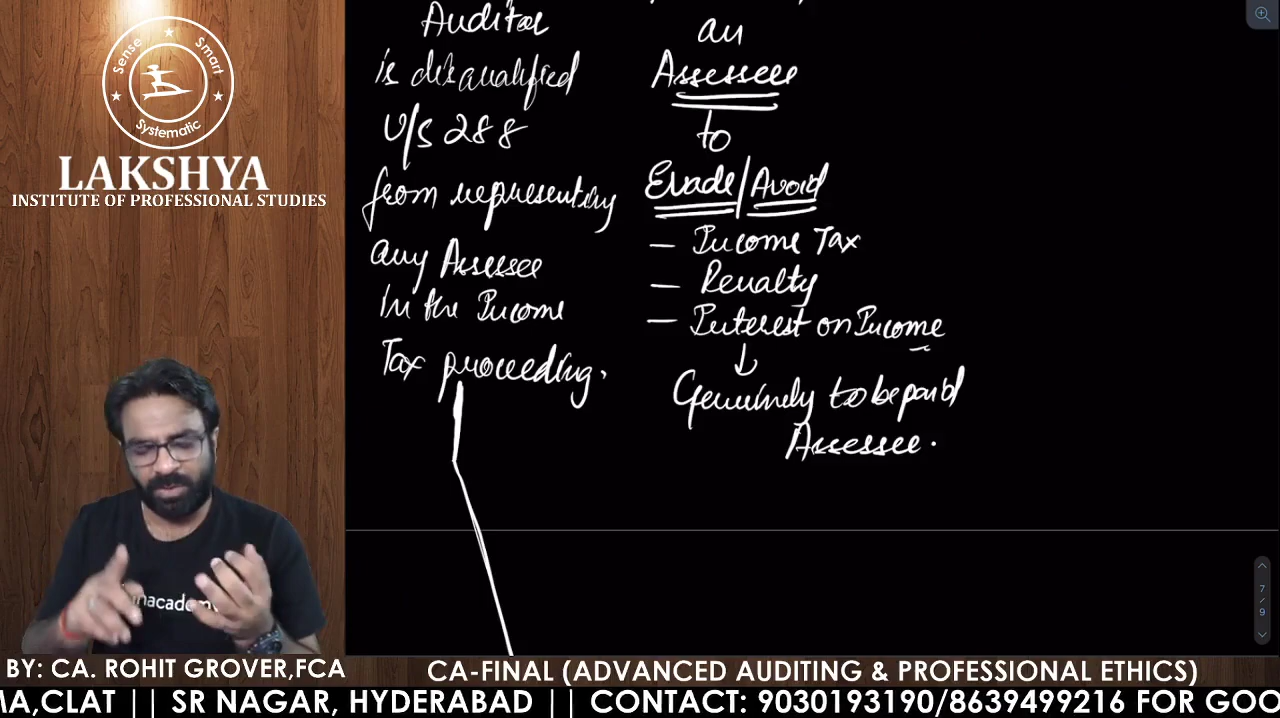 Sense
Smart
Systematic
LAKSHYA
INSTITUTE OF PROFESSIONAL STUDIES
Auditor
is disqualified
U/S 288
from representing
any Assessee
in the Income
Tax proceeding.
an
Assessee
to
Evade/Avoid
— Income Tax
— Penalty
— Interest on Income
Genuinely to be paid
Assessee.
nacadem
7
/
9
BY: CA. ROHIT GROVER,FCA
CA-FINAL (ADVANCED AUDITING & PROFESSIONAL ETHICS)
MA,CLAT || SR NAGAR, HYDERABAD || CONTACT: 9030193190/8639499216 FOR GOO